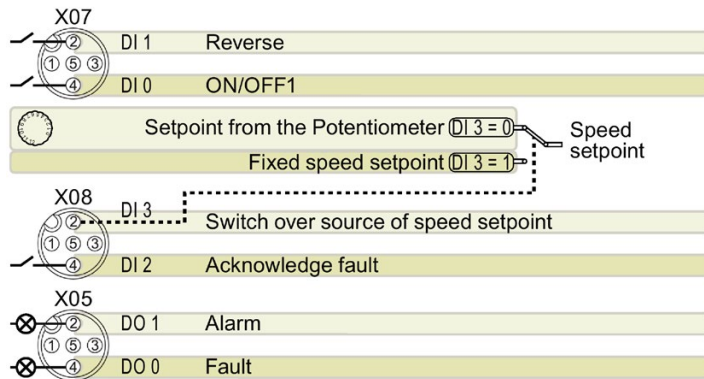 X07
② DI 1 Reverse
① ⑤ ③
④ DI 0 ON/OFF1
Setpoint from the Potentiometer DI 3 = 0
Speed
setpoint
Fixed speed setpoint DI 3 = 1
X08
② DI 3 Switch over source of speed setpoint
① ⑤ ③
④ DI 2 Acknowledge fault
X05
② DO 1 Alarm
① ⑤ ③
④ DO 0 Fault